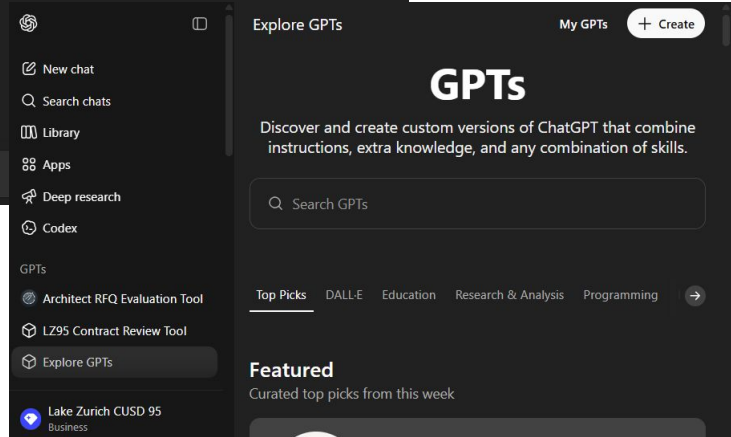 New chat
Search chats
Library
Apps
Deep research
Codex
GPTs
Architect RFQ Evaluation Tool
LZ95 Contract Review Tool
Explore GPTs
Lake Zurich CUSD 95
Business
Explore GPTs
My GPTs
+ Create
GPTs
Discover and create custom versions of ChatGPT that combine
instructions, extra knowledge, and any combination of skills.
Search GPTs
Top Picks DALL·E Education Research & Analysis Programming
Featured
Curated top picks from this week